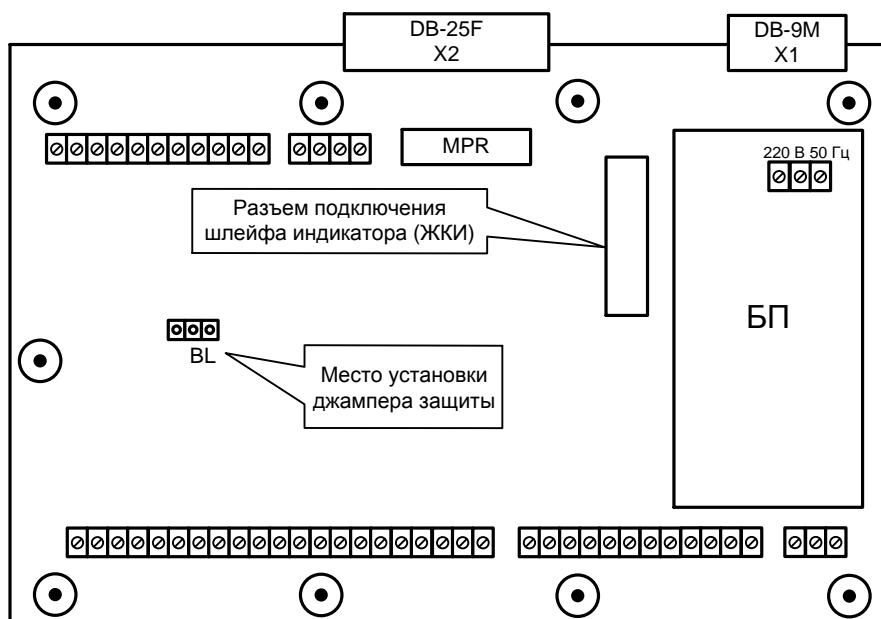 DB-25F
X2
DB-9M
X1
MPR
220 В 50 Гц
Разъем подключения
шлейфа индикатора (ЖКИ)
БП
BL
Место установки
джампера защиты